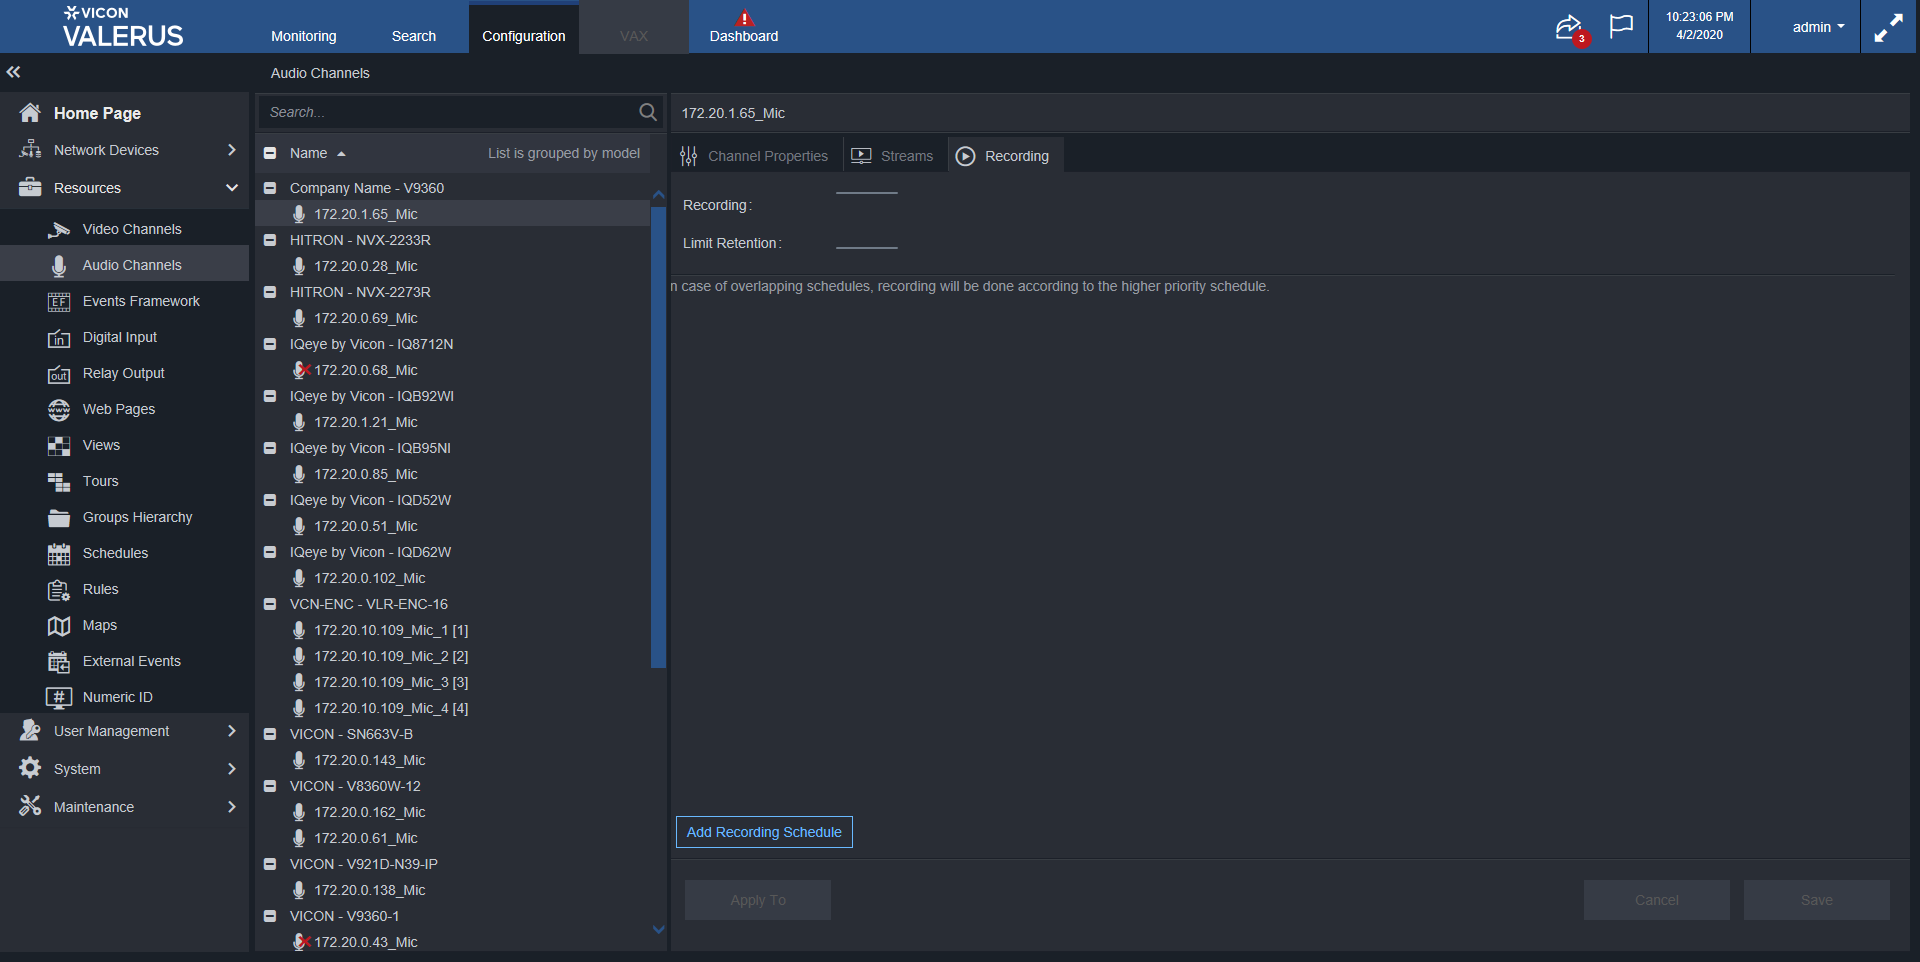 VICON
VALERUS
Monitoring
Search
Configuration
VAX
Dashboard
3
10:23:06 PM
4/2/2020
admin
Audio Channels
Home Page
Network Devices
Resources
Video Channels
Audio Channels
EF
Events Framework
in
Digital Input
out
Relay Output
www
Web Pages
Views
Tours
Groups Hierarchy
Schedules
Rules
Maps
External Events
#
Numeric ID
User Management
System
Maintenance
Search...
Name
List is grouped by model
Company Name - V9360
172.20.1.65_Mic
HITRON - NVX-2233R
172.20.0.28_Mic
HITRON - NVX-2273R
172.20.0.69_Mic
IQeye by Vicon - IQ8712N
172.20.0.68_Mic
IQeye by Vicon - IQB92WI
172.20.1.21_Mic
IQeye by Vicon - IQB95NI
172.20.0.85_Mic
IQeye by Vicon - IQD52W
172.20.0.51_Mic
IQeye by Vicon - IQD62W
172.20.0.102_Mic
VCN-ENC - VLR-ENC-16
172.20.10.109_Mic_1 [1]
172.20.10.109_Mic_2 [2]
172.20.10.109_Mic_3 [3]
172.20.10.109_Mic_4 [4]
VICON - SN663V-B
172.20.0.143_Mic
VICON - V8360W-12
172.20.0.162_Mic
172.20.0.61_Mic
VICON - V921D-N39-IP
172.20.0.138_Mic
VICON - V9360-1
172.20.0.43_Mic
172.20.1.65_Mic
Channel Properties
Streams
Recording
Recording:
Limit Retention:
n case of overlapping schedules, recording will be done according to the higher priority schedule.
Add Recording Schedule
Apply To
Cancel
Save